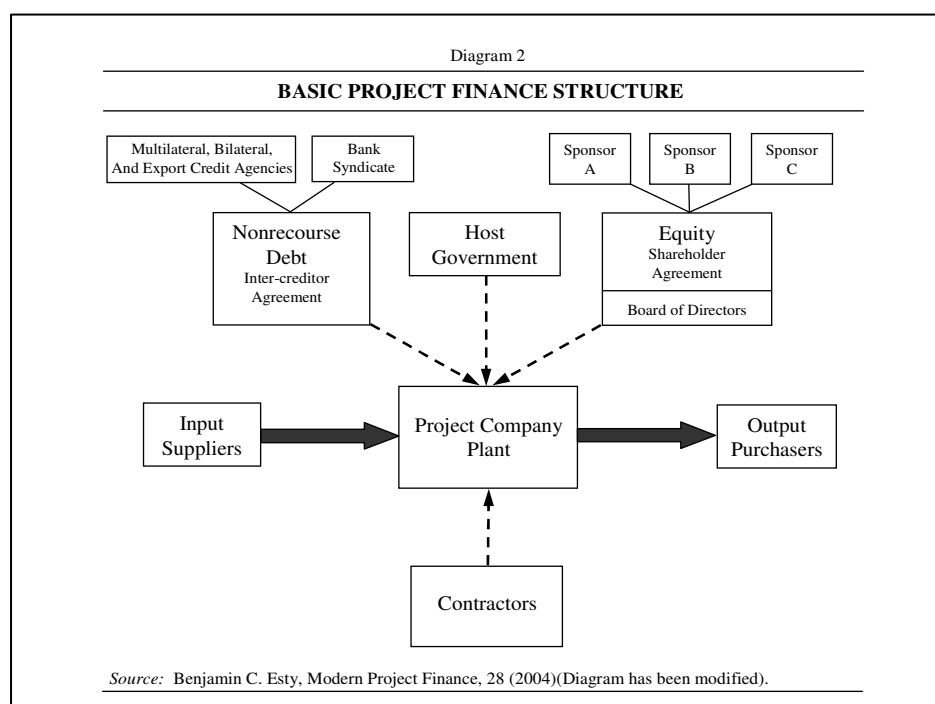 Diagram 2
BASIC PROJECT FINANCE STRUCTURE
Multilateral, Bilateral,
And Export Credit Agencies
Bank
Syndicate
Sponsor
A
Sponsor
B
Sponsor
C
Nonrecourse
Debt
Inter-creditor
Agreement
Host
Government
Equity
Shareholder
Agreement
Board of Directors
Input
Suppliers
Project Company
Plant
Output
Purchasers
Contractors
Source: Benjamin C. Esty, Modern Project Finance, 28 (2004)(Diagram has been modified).